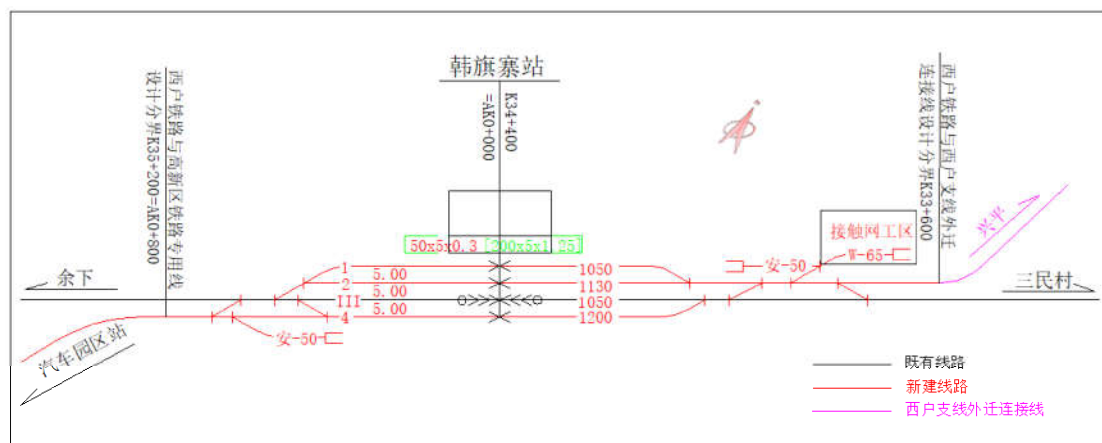 韩旗寨站
K34+400
=AK0+000
西户铁路与高新区铁路专用线
设计分界K35+200=AK0+800
西户铁路与西户支线外迁
连接线设计分界K33+600
兴平
接触网工区
W-65
50x5x0.3
200x5x1.25
安-50
1
5.00
1050
2
5.00
1130
余下
三民村
III
5.00
1050
4
1200
安-50
汽车园区站
既有线路
新建线路
西户支线外迁连接线